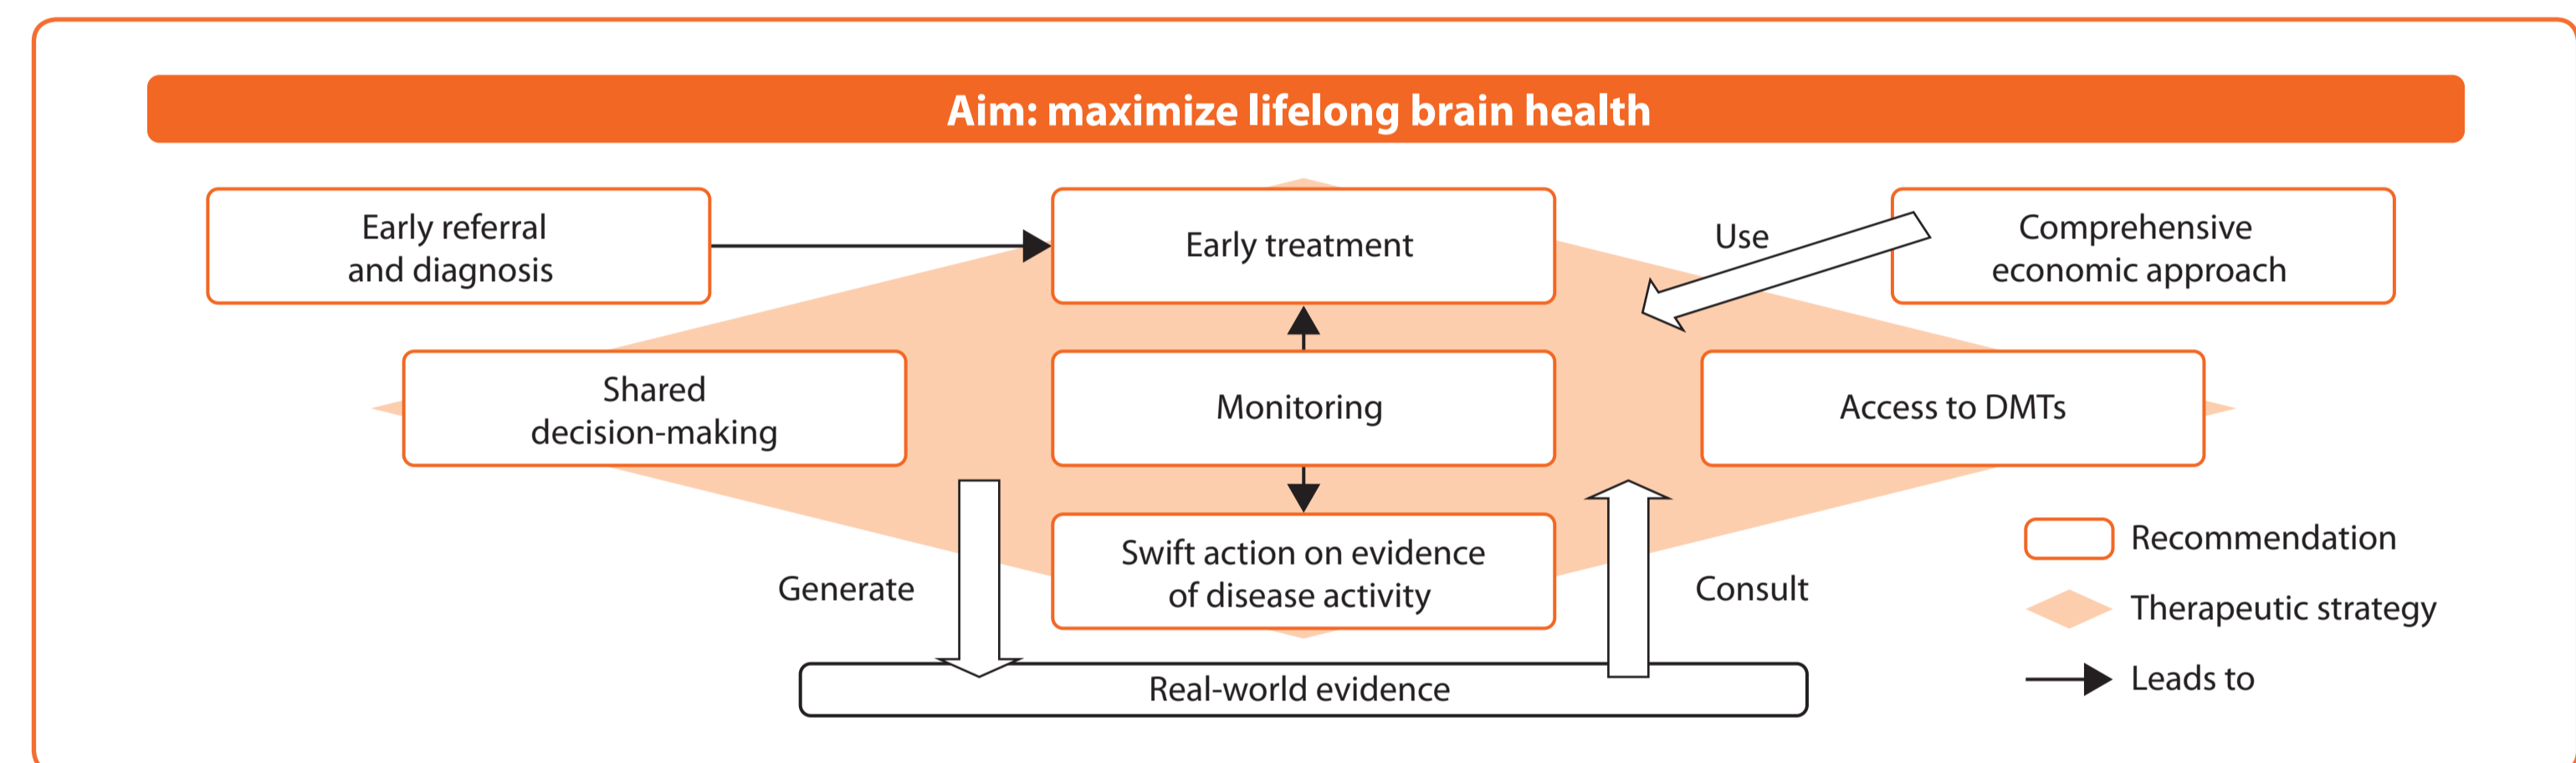 Aim: maximize lifelong brain health
Early referral
and diagnosis
Early treatment
Use
Comprehensive
economic approach
Shared
decision-making
Monitoring
Access to DMTs
Swift action on evidence
of disease activity
Generate
Consult
Real-world evidence
Recommendation
Therapeutic strategy
Leads to